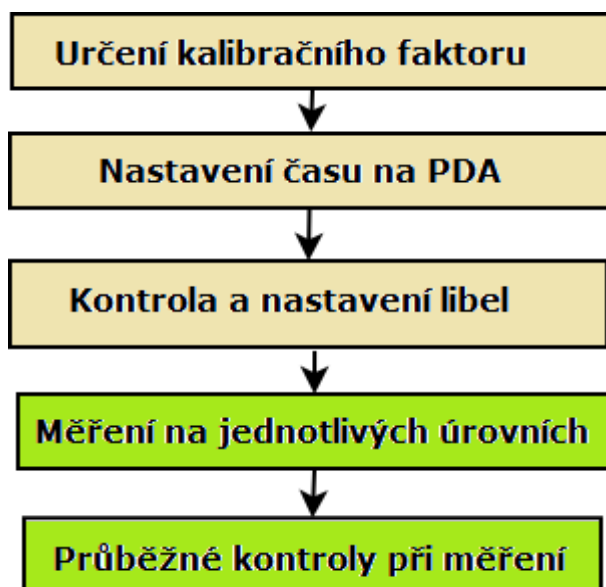 Určení kalibračního faktoru
Nastavení času na PDA
Kontrola a nastavení libel
Měření na jednotlivých úrovních
Průběžné kontroly při měření